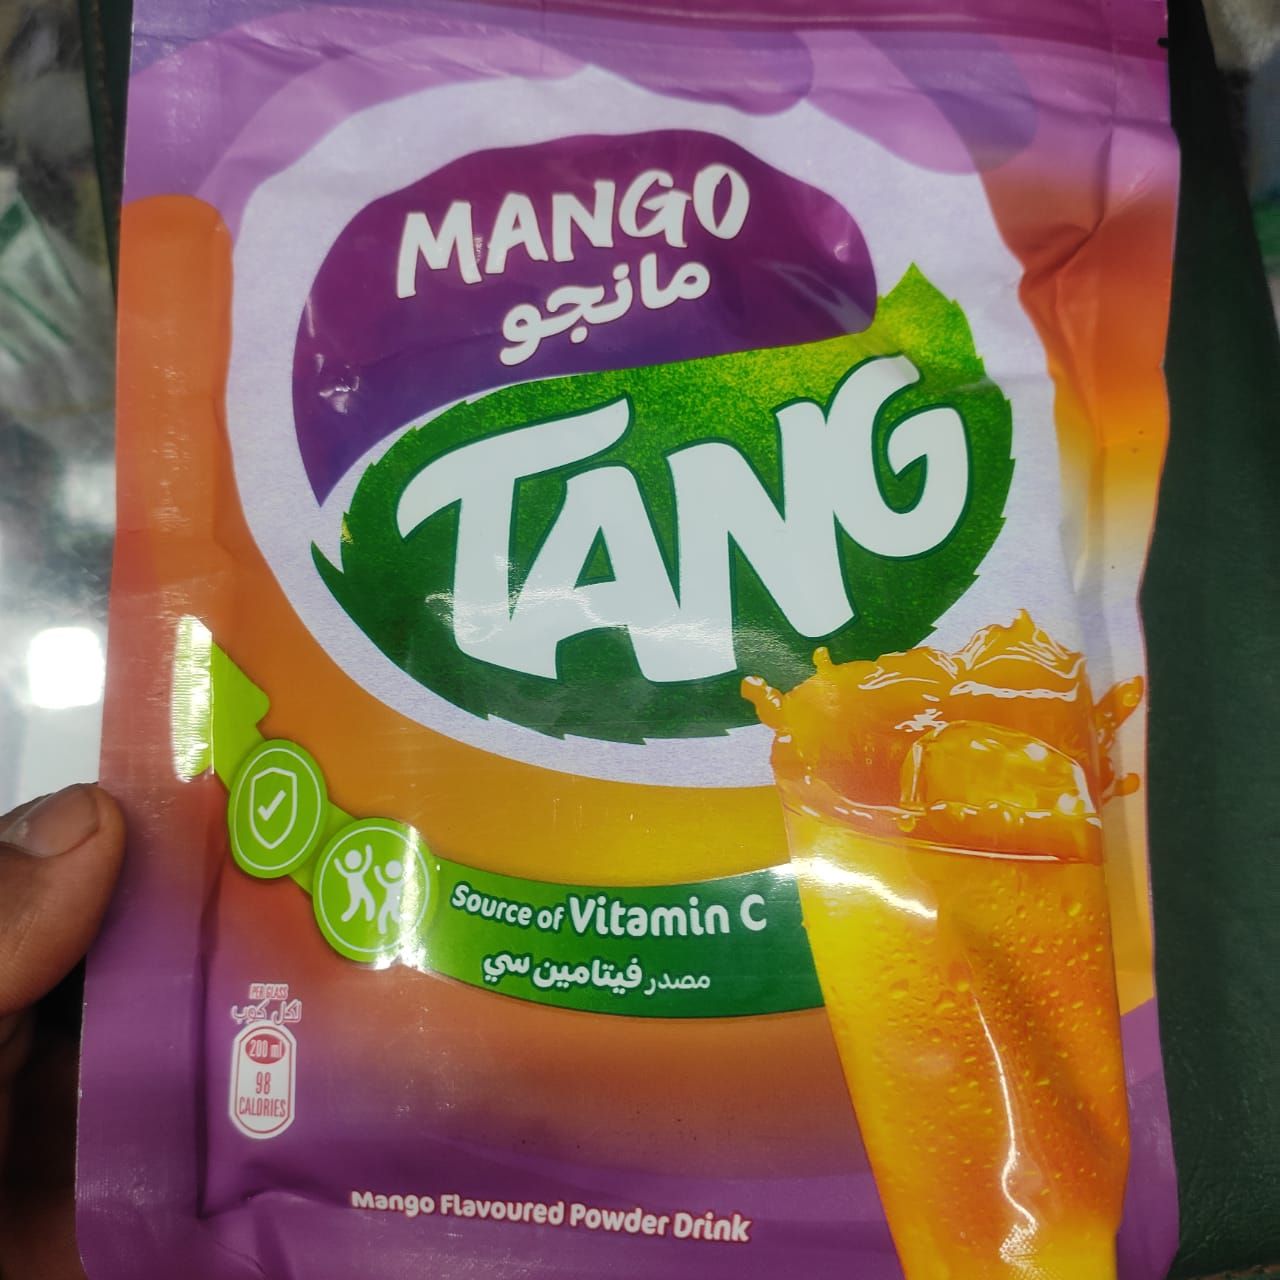 MANGO
مانجو
TANG
Source of Vitamin C
مصدر فيتامين سي
PER GLASS
لكل كوب
200 ml
98
CALORIES
Mango Flavoured Powder Drink